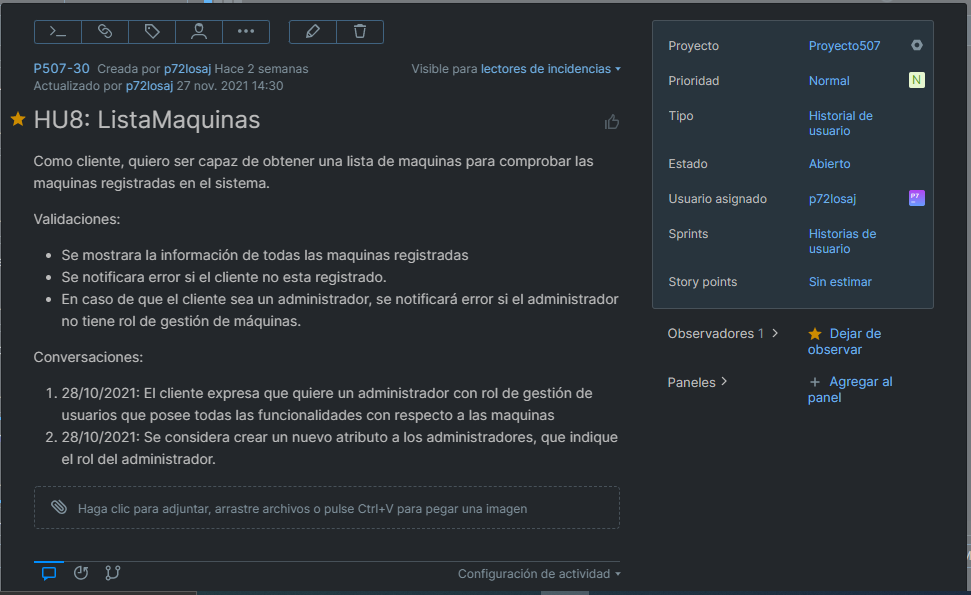 P507-30 Creada por p72losaj Hace 2 semanas
Visible para lectores de incidencias
Actualizado por p72losaj 27 nov. 2021 14:30
HU8: ListaMaquinas
Como cliente, quiero ser capaz de obtener una lista de maquinas para comprobar las
maquinas registradas en el sistema.
Validaciones:
Se mostrara la información de todas las maquinas registradas
Se notificara error si el cliente no esta registrado.
En caso de que el cliente sea un administrador, se notificará error si el administrador
no tiene rol de gestión de máquinas.
Conversaciones:
1. 28/10/2021: El cliente expresa que quiere un administrador con rol de gestión de
usuarios que posee todas las funcionalidades con respecto a las maquinas
2. 28/10/2021: Se considera crear un nuevo atributo a los administradores, que indique
el rol del administrador.
Haga clic para adjuntar, arrastre archivos o pulse Ctrl+V para pegar una imagen
Configuración de actividad
Proyecto Proyecto507
Prioridad Normal N
Tipo Historial de
usuario
Estado Abierto
Usuario asignado p72losaj P7
Sprints Historias de
usuario
Story points Sin estimar
Observadores 1 Dejar de
observar
Paneles + Agregar al
panel